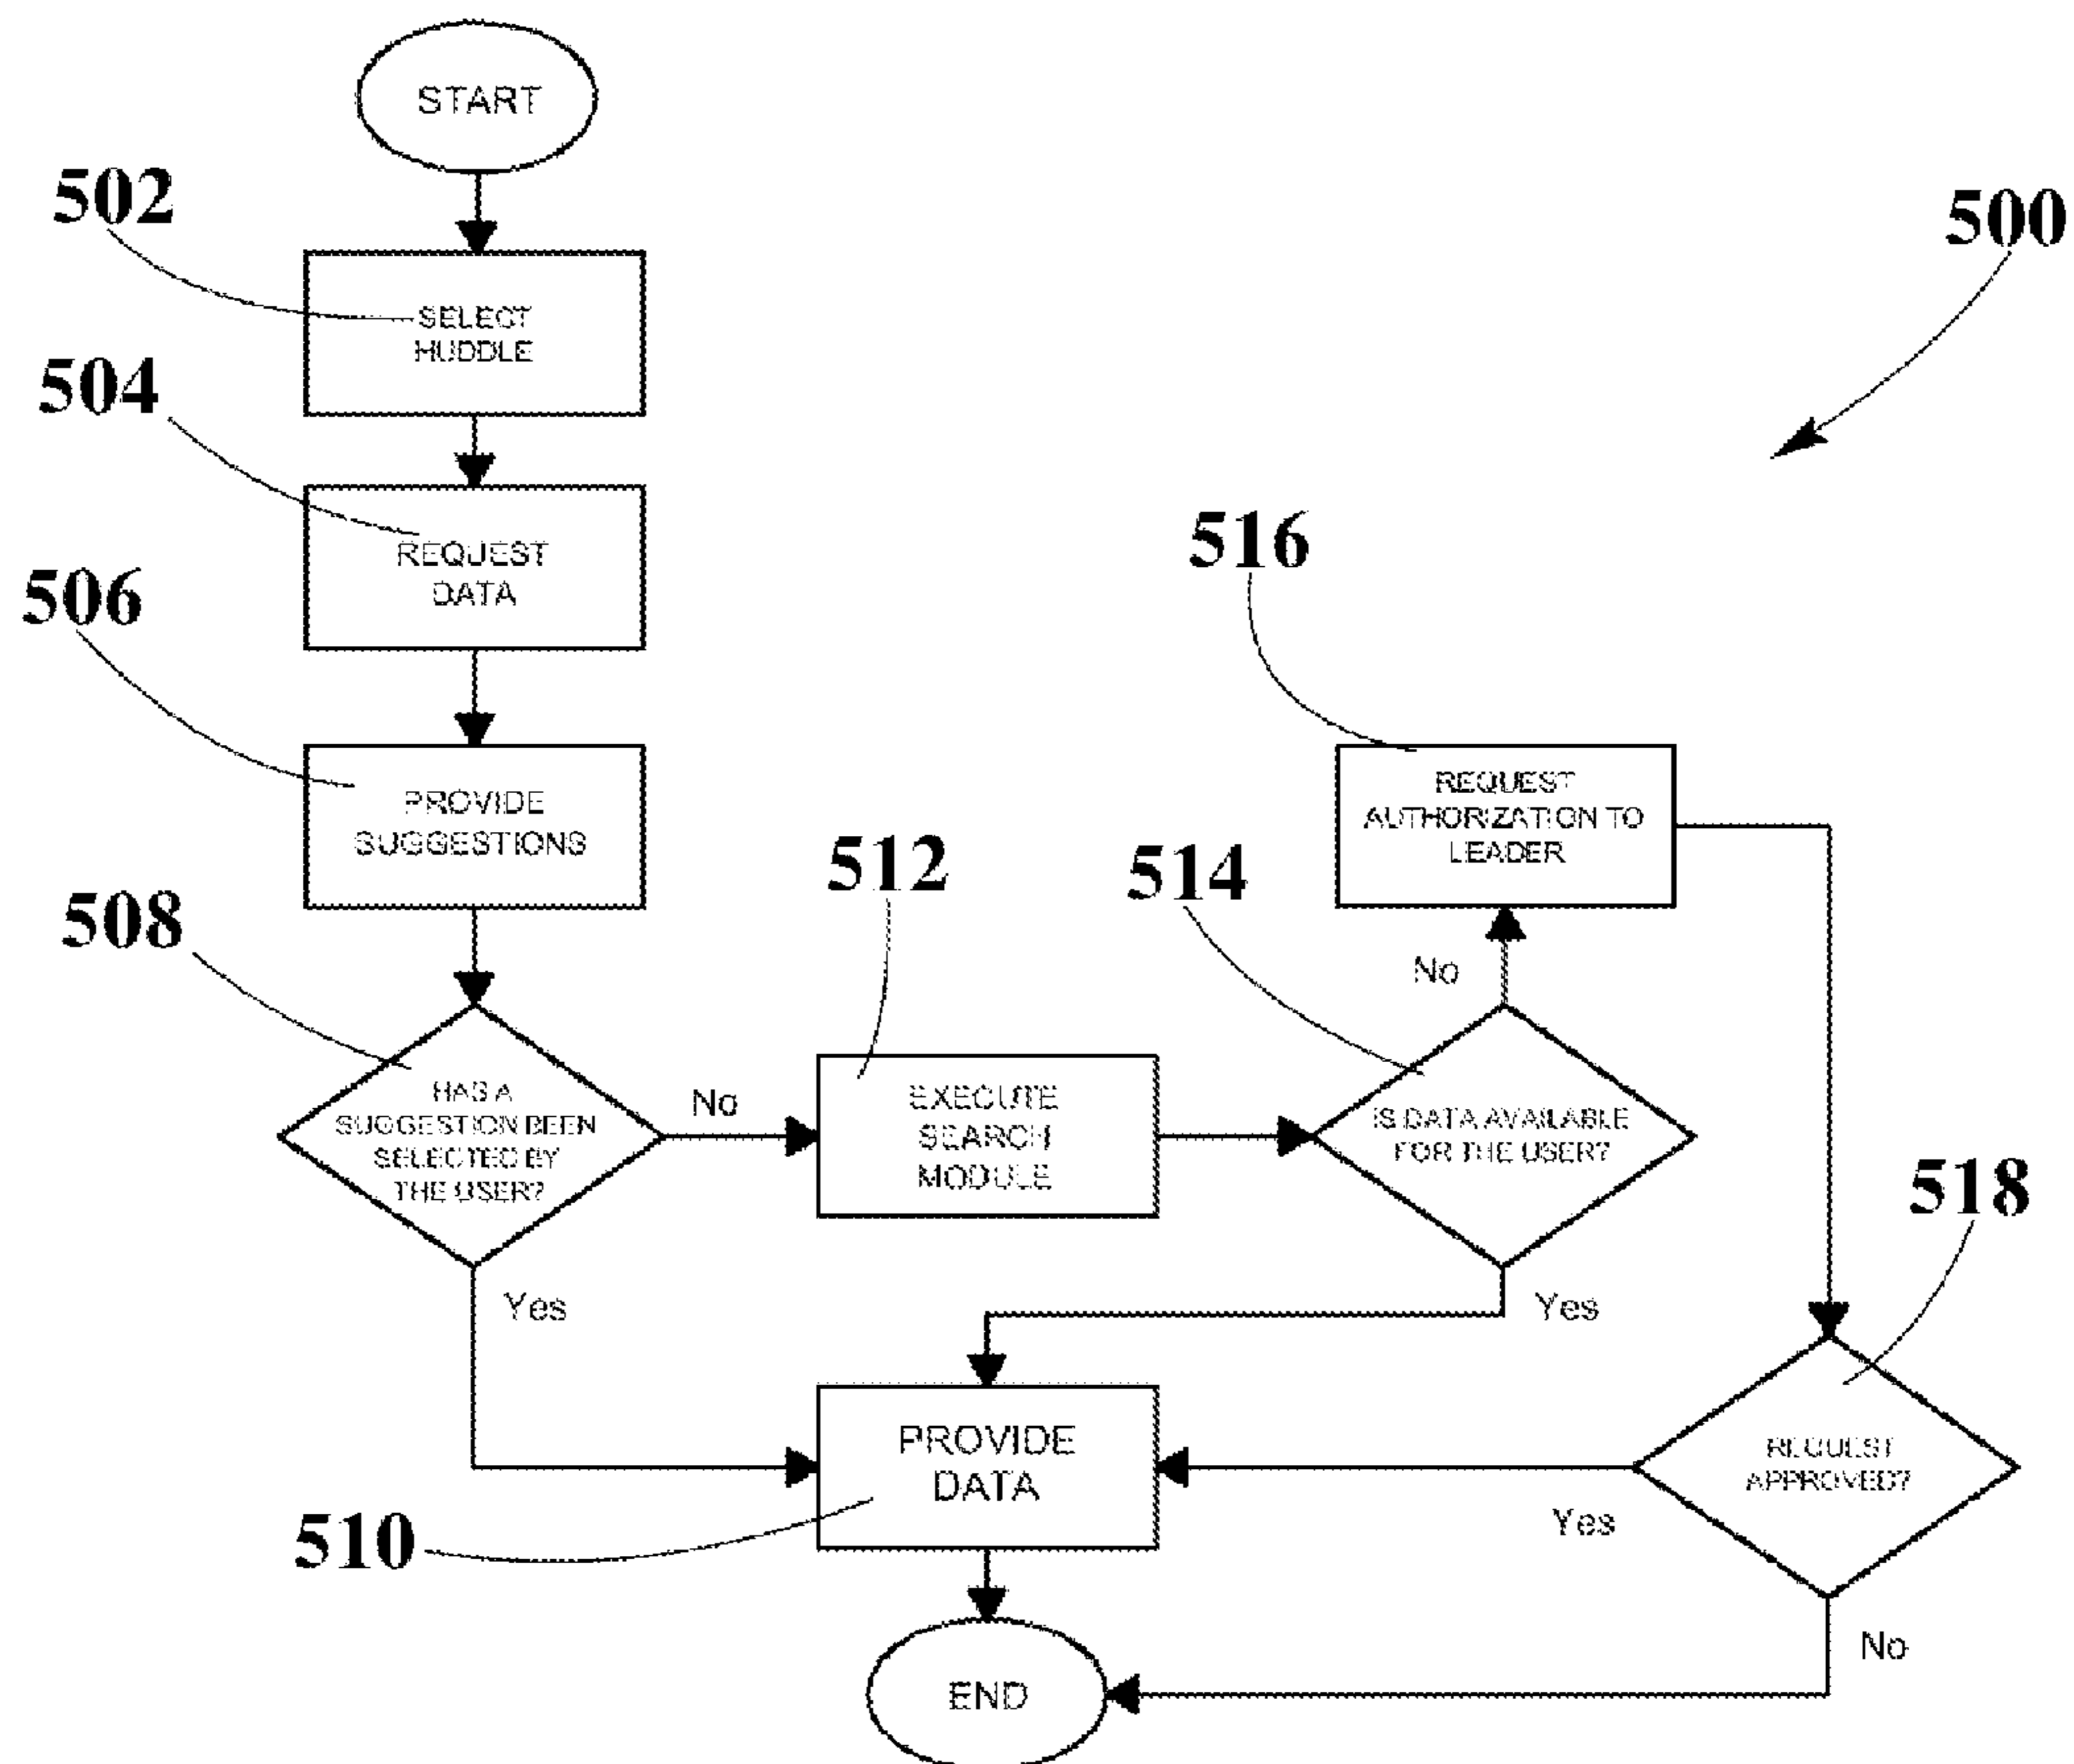 START
502
500
SELECT
HUDDLE
504
REQUEST
DATA
516
506
PROVIDE
SUGGESTIONS
REQUEST
AUTHORIZATION TO
LEADER
512
514
508
No
HAS A
SUGGESTION BEEN
SELECTED BY
THE USER?
No
EXECUTE
SEARCH
MODULE
IS DATA AVAILABLE
FOR THE USER?
518
Yes
Yes
PROVIDE
DATA
REQUEST
APPROVED?
510
Yes
END
No